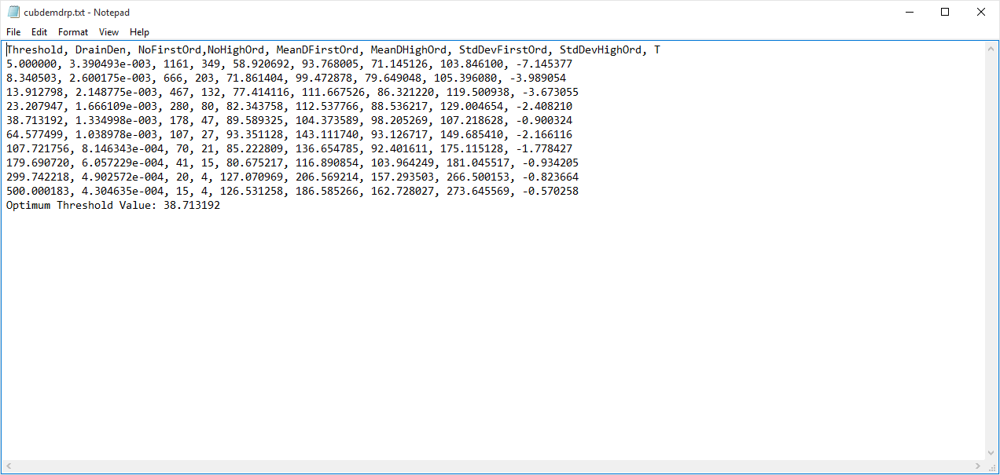 cubdemdrp.txt - Notepad
File Edit Format View Help
Threshold, DrainDen, NoFirstOrd,NoHighOrd, MeanDFirstOrd, MeanDHighOrd, StdDevFirstOrd, StdDevHighOrd, T
5.000000, 3.390493e-003, 1161, 349, 58.920692, 93.768005, 71.145126, 103.846100, -7.145377
8.340503, 2.600175e-003, 666, 203, 71.861404, 99.472878, 79.649048, 105.396080, -3.989054
13.912798, 2.148775e-003, 467, 132, 77.414116, 111.667526, 86.321220, 119.500938, -3.673055
23.207947, 1.666109e-003, 280, 80, 82.343758, 112.537766, 88.536217, 129.004654, -2.408210
38.713192, 1.334998e-003, 178, 47, 89.589325, 104.373589, 98.205269, 107.218628, -0.900324
64.577499, 1.038978e-003, 107, 27, 93.351128, 143.111740, 93.126717, 149.685410, -2.166116
107.721756, 8.146343e-004, 70, 21, 85.222809, 136.654785, 92.401611, 175.115128, -1.778427
179.690720, 6.057229e-004, 41, 15, 80.675217, 116.890854, 103.964249, 181.045517, -0.934205
299.742218, 4.902572e-004, 20, 4, 127.070969, 206.569214, 157.293503, 266.500153, -0.823664
500.000183, 4.304635e-004, 15, 4, 126.531258, 186.585266, 162.728027, 273.645569, -0.570258
Optimum Threshold Value: 38.713192